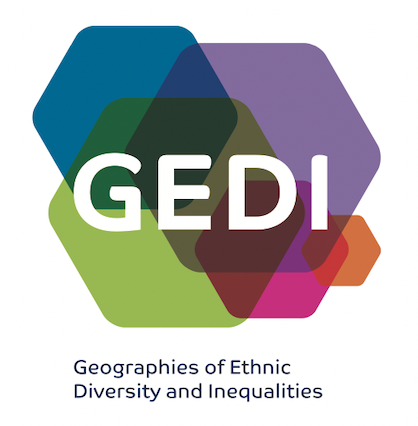 GEDI
Geographies of Ethnic
Diversity and Inequalities